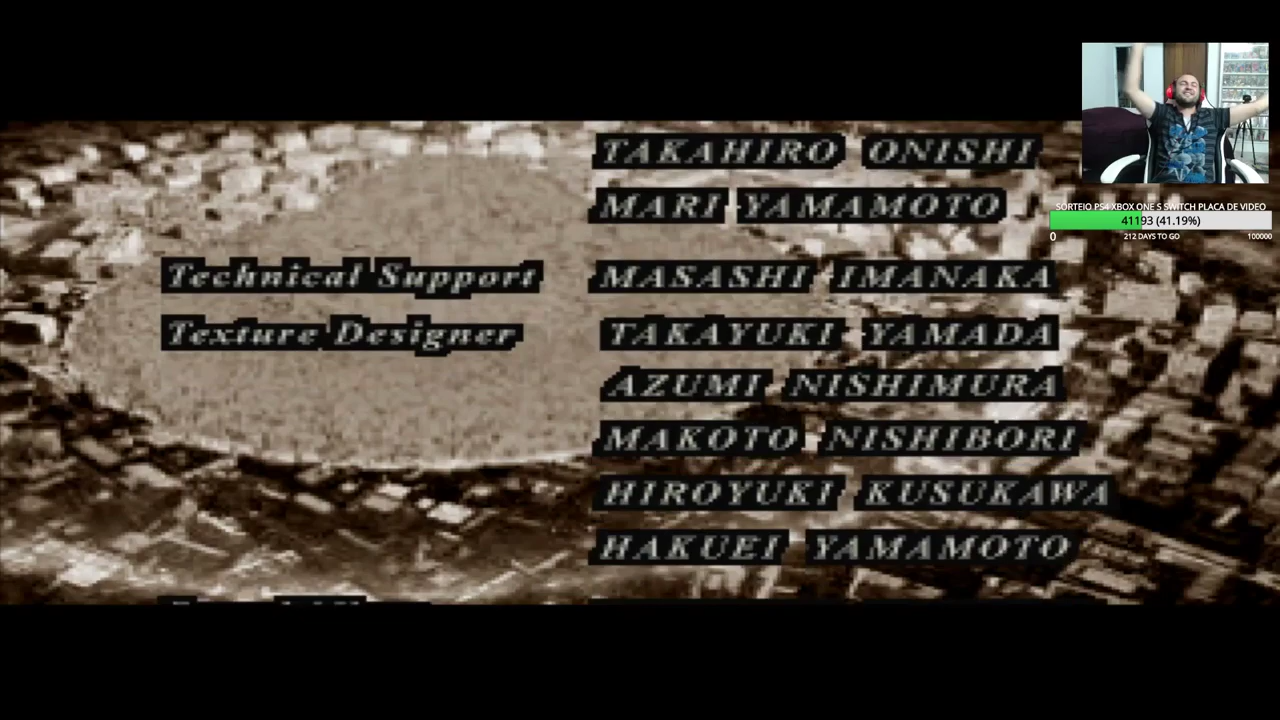 TAKAHIRO ONISHI
MARI YAMAMOTO
Technical Support MASASHI IMANAKA
Texture Designer TAKAYUKI YAMADA
AZUMI NISHIMURA
MAKOTO NISHIBORI
HIROYUKI KUSUKAWA
HAKUEI YAMAMOTO
SORTEIO PS4 XBOX ONE S SWITCH PLACA DE VIDEO
41193 (41.19%)
0 212 DAYS TO GO 100000